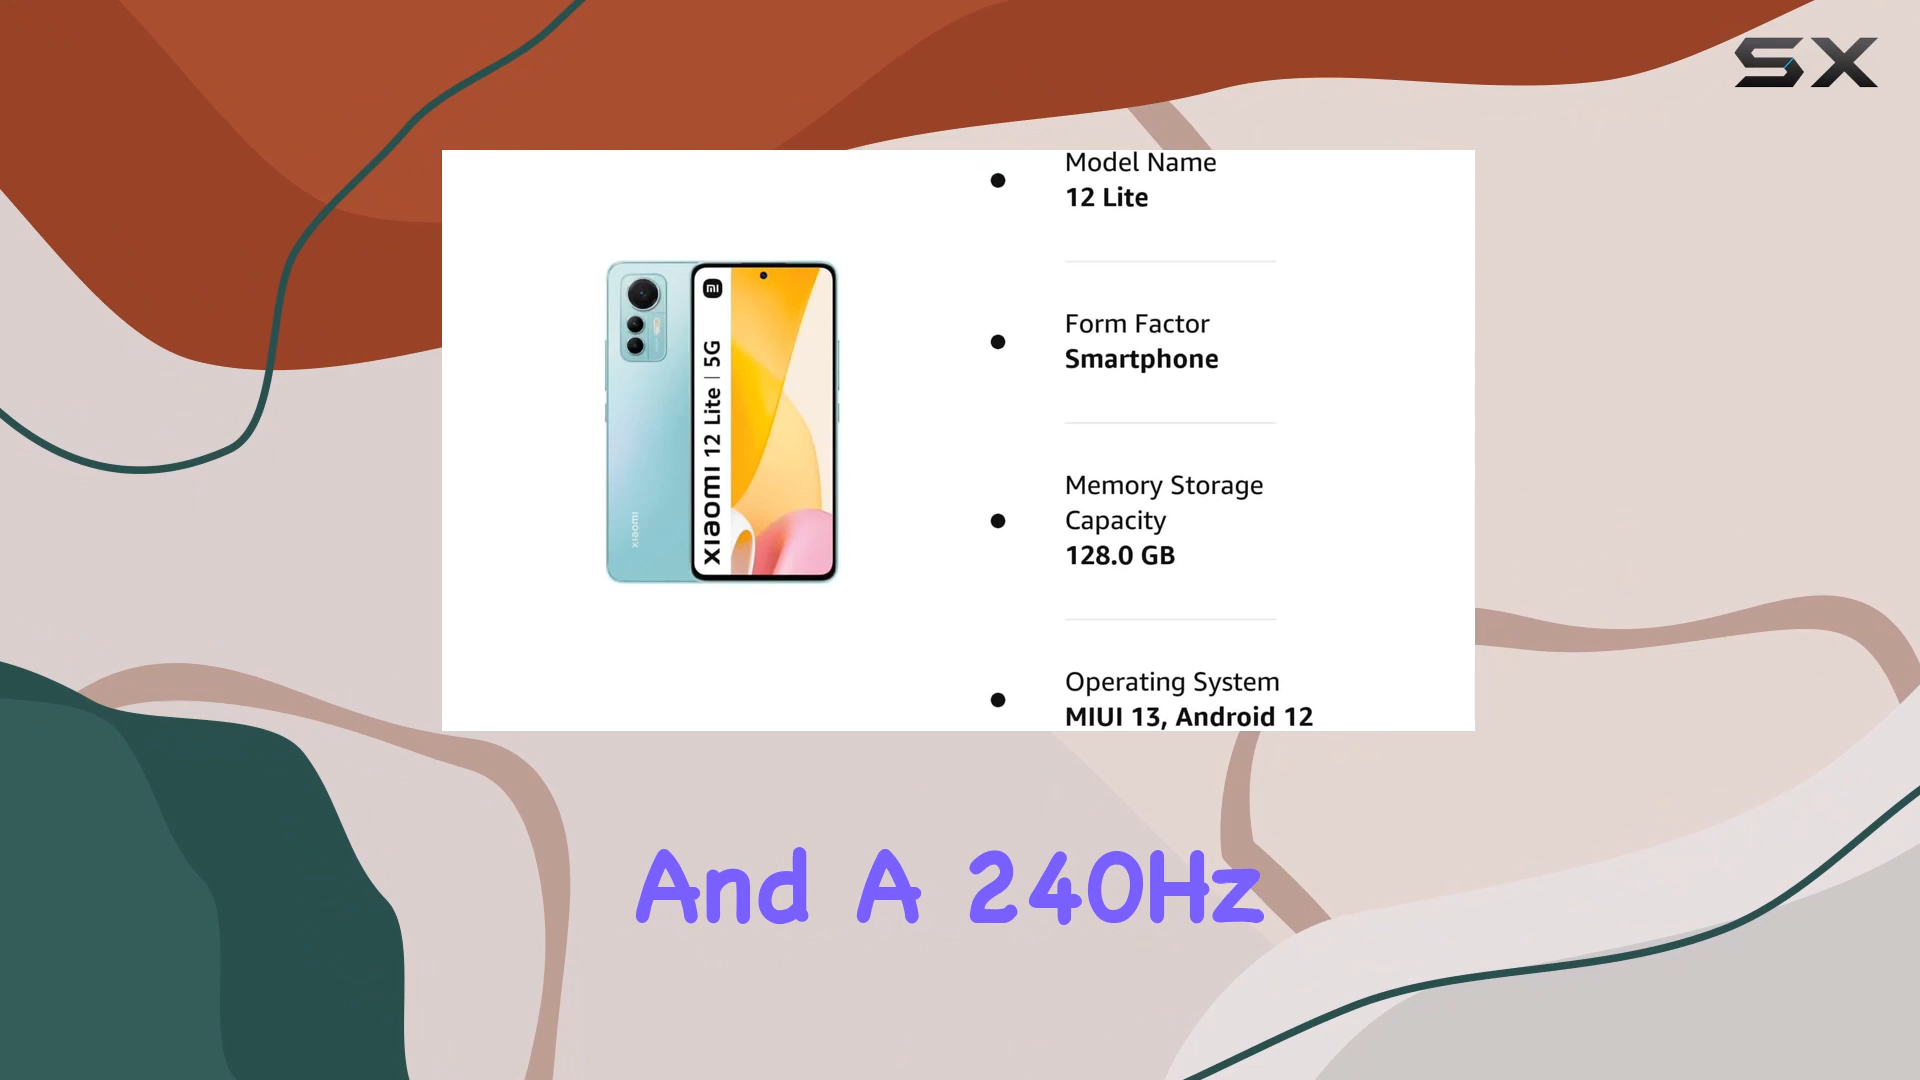 SX
Model Name
12 Lite
Form Factor
Smartphone
Memory Storage
Capacity
128.0 GB
Operating System
MIUI 13, Android 12
xiaomi
Xiaomi 12 Lite | 5G
And A 240Hz